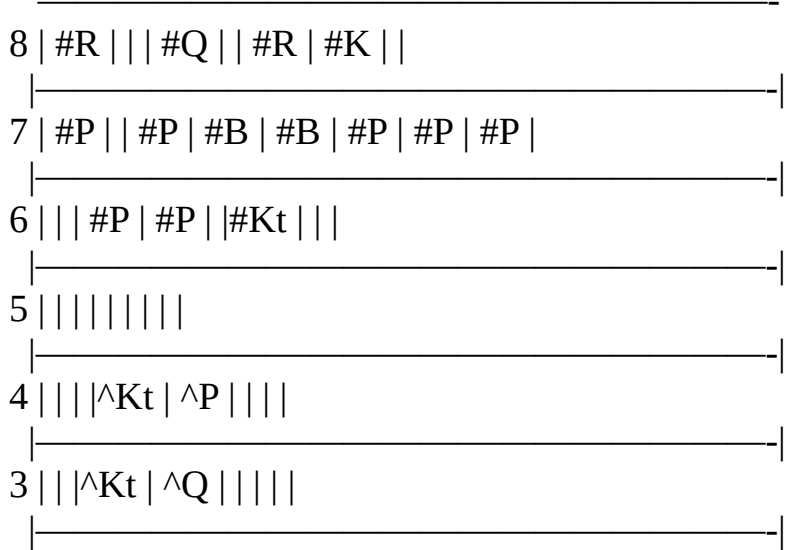 ———————————————————-
8 | #R | | | #Q | | #R | #K | |
|———————————————————-|
7 | #P | | #P | #B | #B | #P | #P | #P |
|———————————————————-|
6 | | | #P | #P | |#Kt | | |
|———————————————————-|
5 | | | | | | | | |
|———————————————————-|
4 | | | |^Kt | ^P | | | |
|———————————————————-|
3 | | |^Kt | ^Q | | | | |
|———————————————————-|